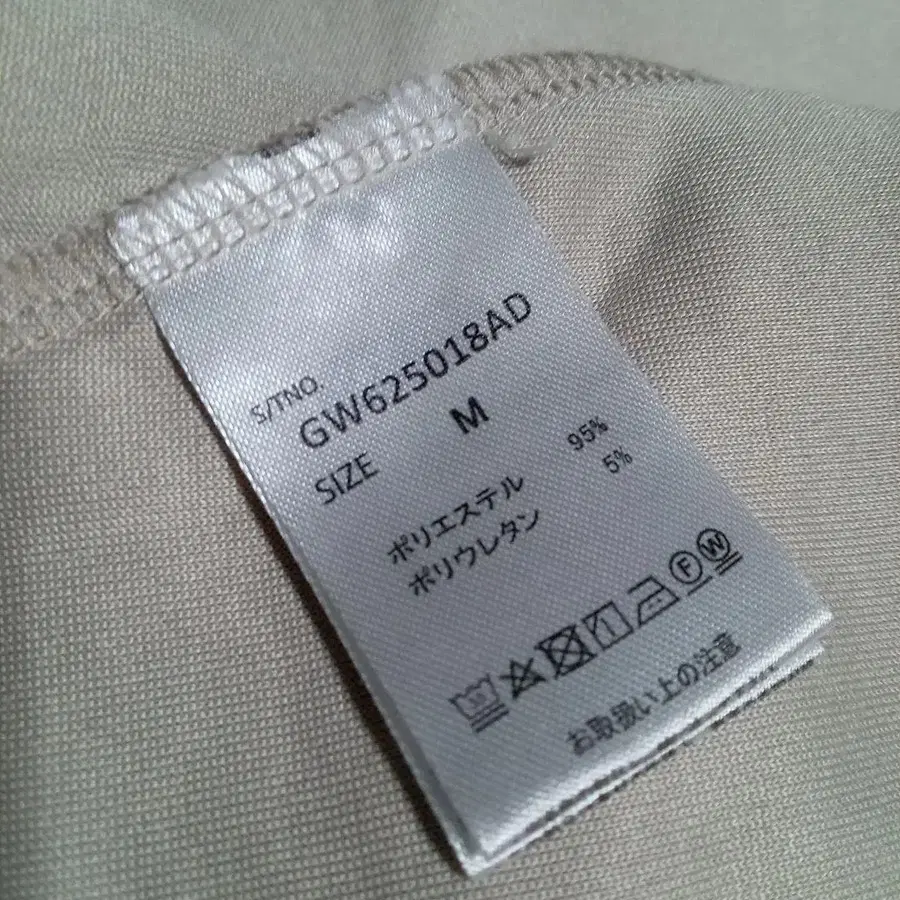 S/TNO.
GW625018AD
SIZE M
ポリエステル 95%
ポリウレタン 5%
F W
お取扱い上の注意